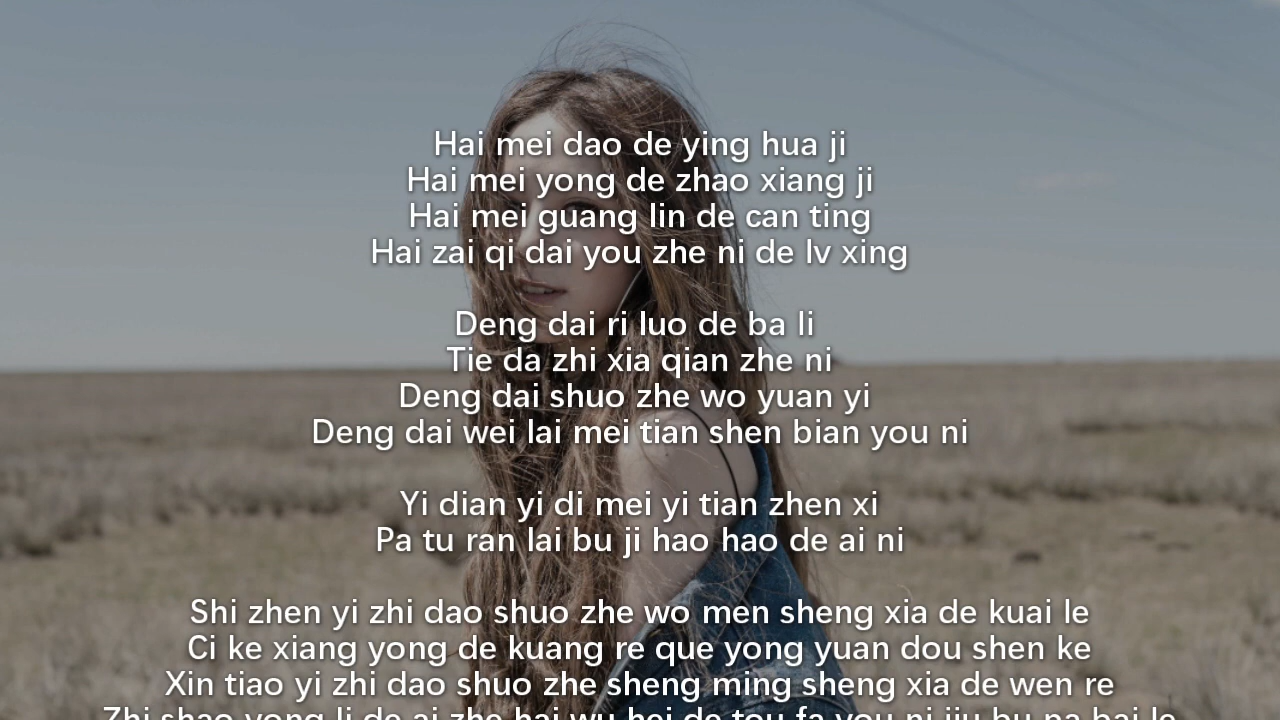 Hai mei dao de ying hua ji
Hai mei yong de zhao xiang ji
Hai mei guang lin de can ting
Hai zai qi dai you zhe ni de lv xing
Deng dai ri luo de ba li
Tie da zhi xia qian zhe ni
Deng dai shuo zhe wo yuan yi
Deng dai wei lai mei tian shen bian you ni
Yi dian yi di mei yi tian zhen xi
Pa tu ran lai bu ji hao hao de ai ni
Shi zhen yi zhi dao shuo zhe wo men sheng xia de kuai le
Ci ke xiang yong de kuang re que yong yuan dou shen ke
Xin tiao yi zhi dao shuo zhe sheng ming sheng xia de wen re
Zhi shao yong li de ai zhe hai wu hei de tou fa you ni jiu bu pa bai le